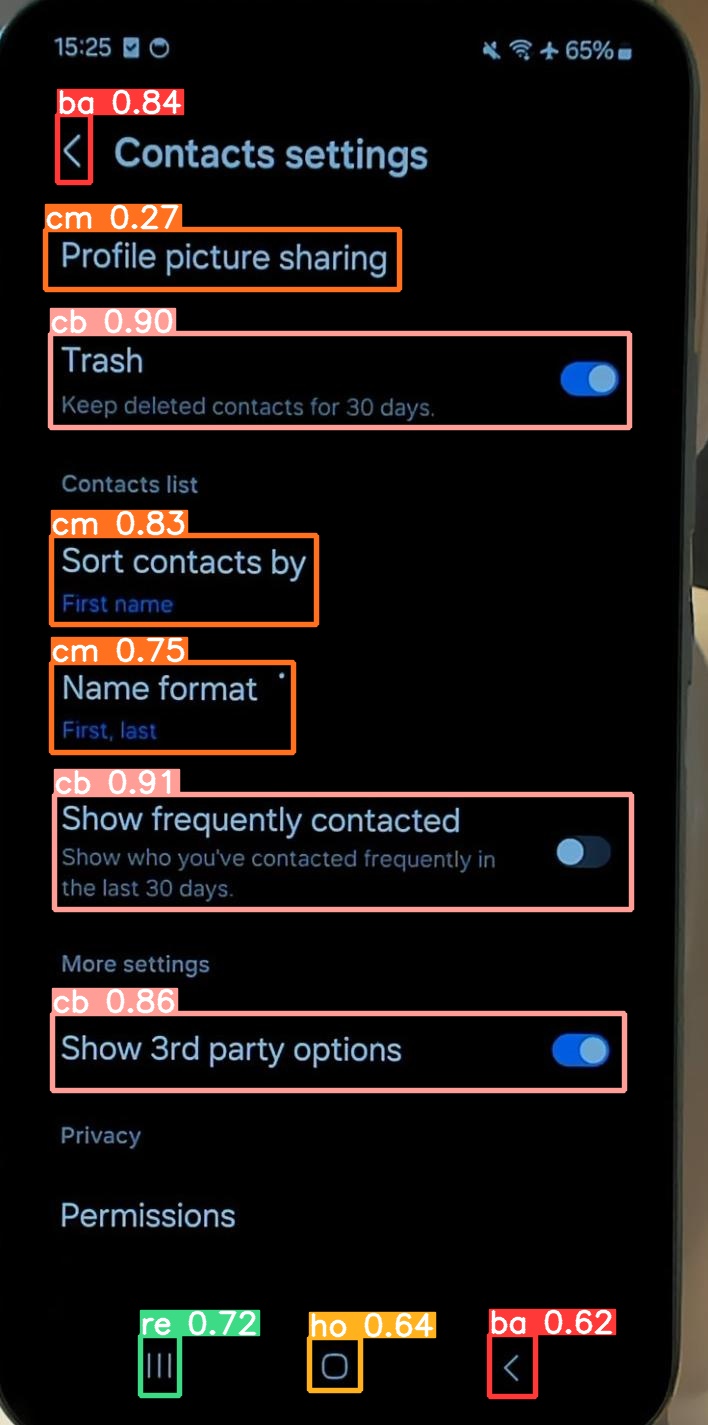 15:25 65%
ba 0.84
Contacts settings
cm 0.27
Profile picture sharing
cb 0.90
Trash
Keep deleted contacts for 30 days.
Contacts list
cm 0.83
Sort contacts by
First name
cm 0.75
Name format
First, last
cb 0.91
Show frequently contacted
Show who you've contacted frequently in
the last 30 days.
More settings
cb 0.86
Show 3rd party options
Privacy
Permissions
re 0.72 ho 0.64 ba 0.62